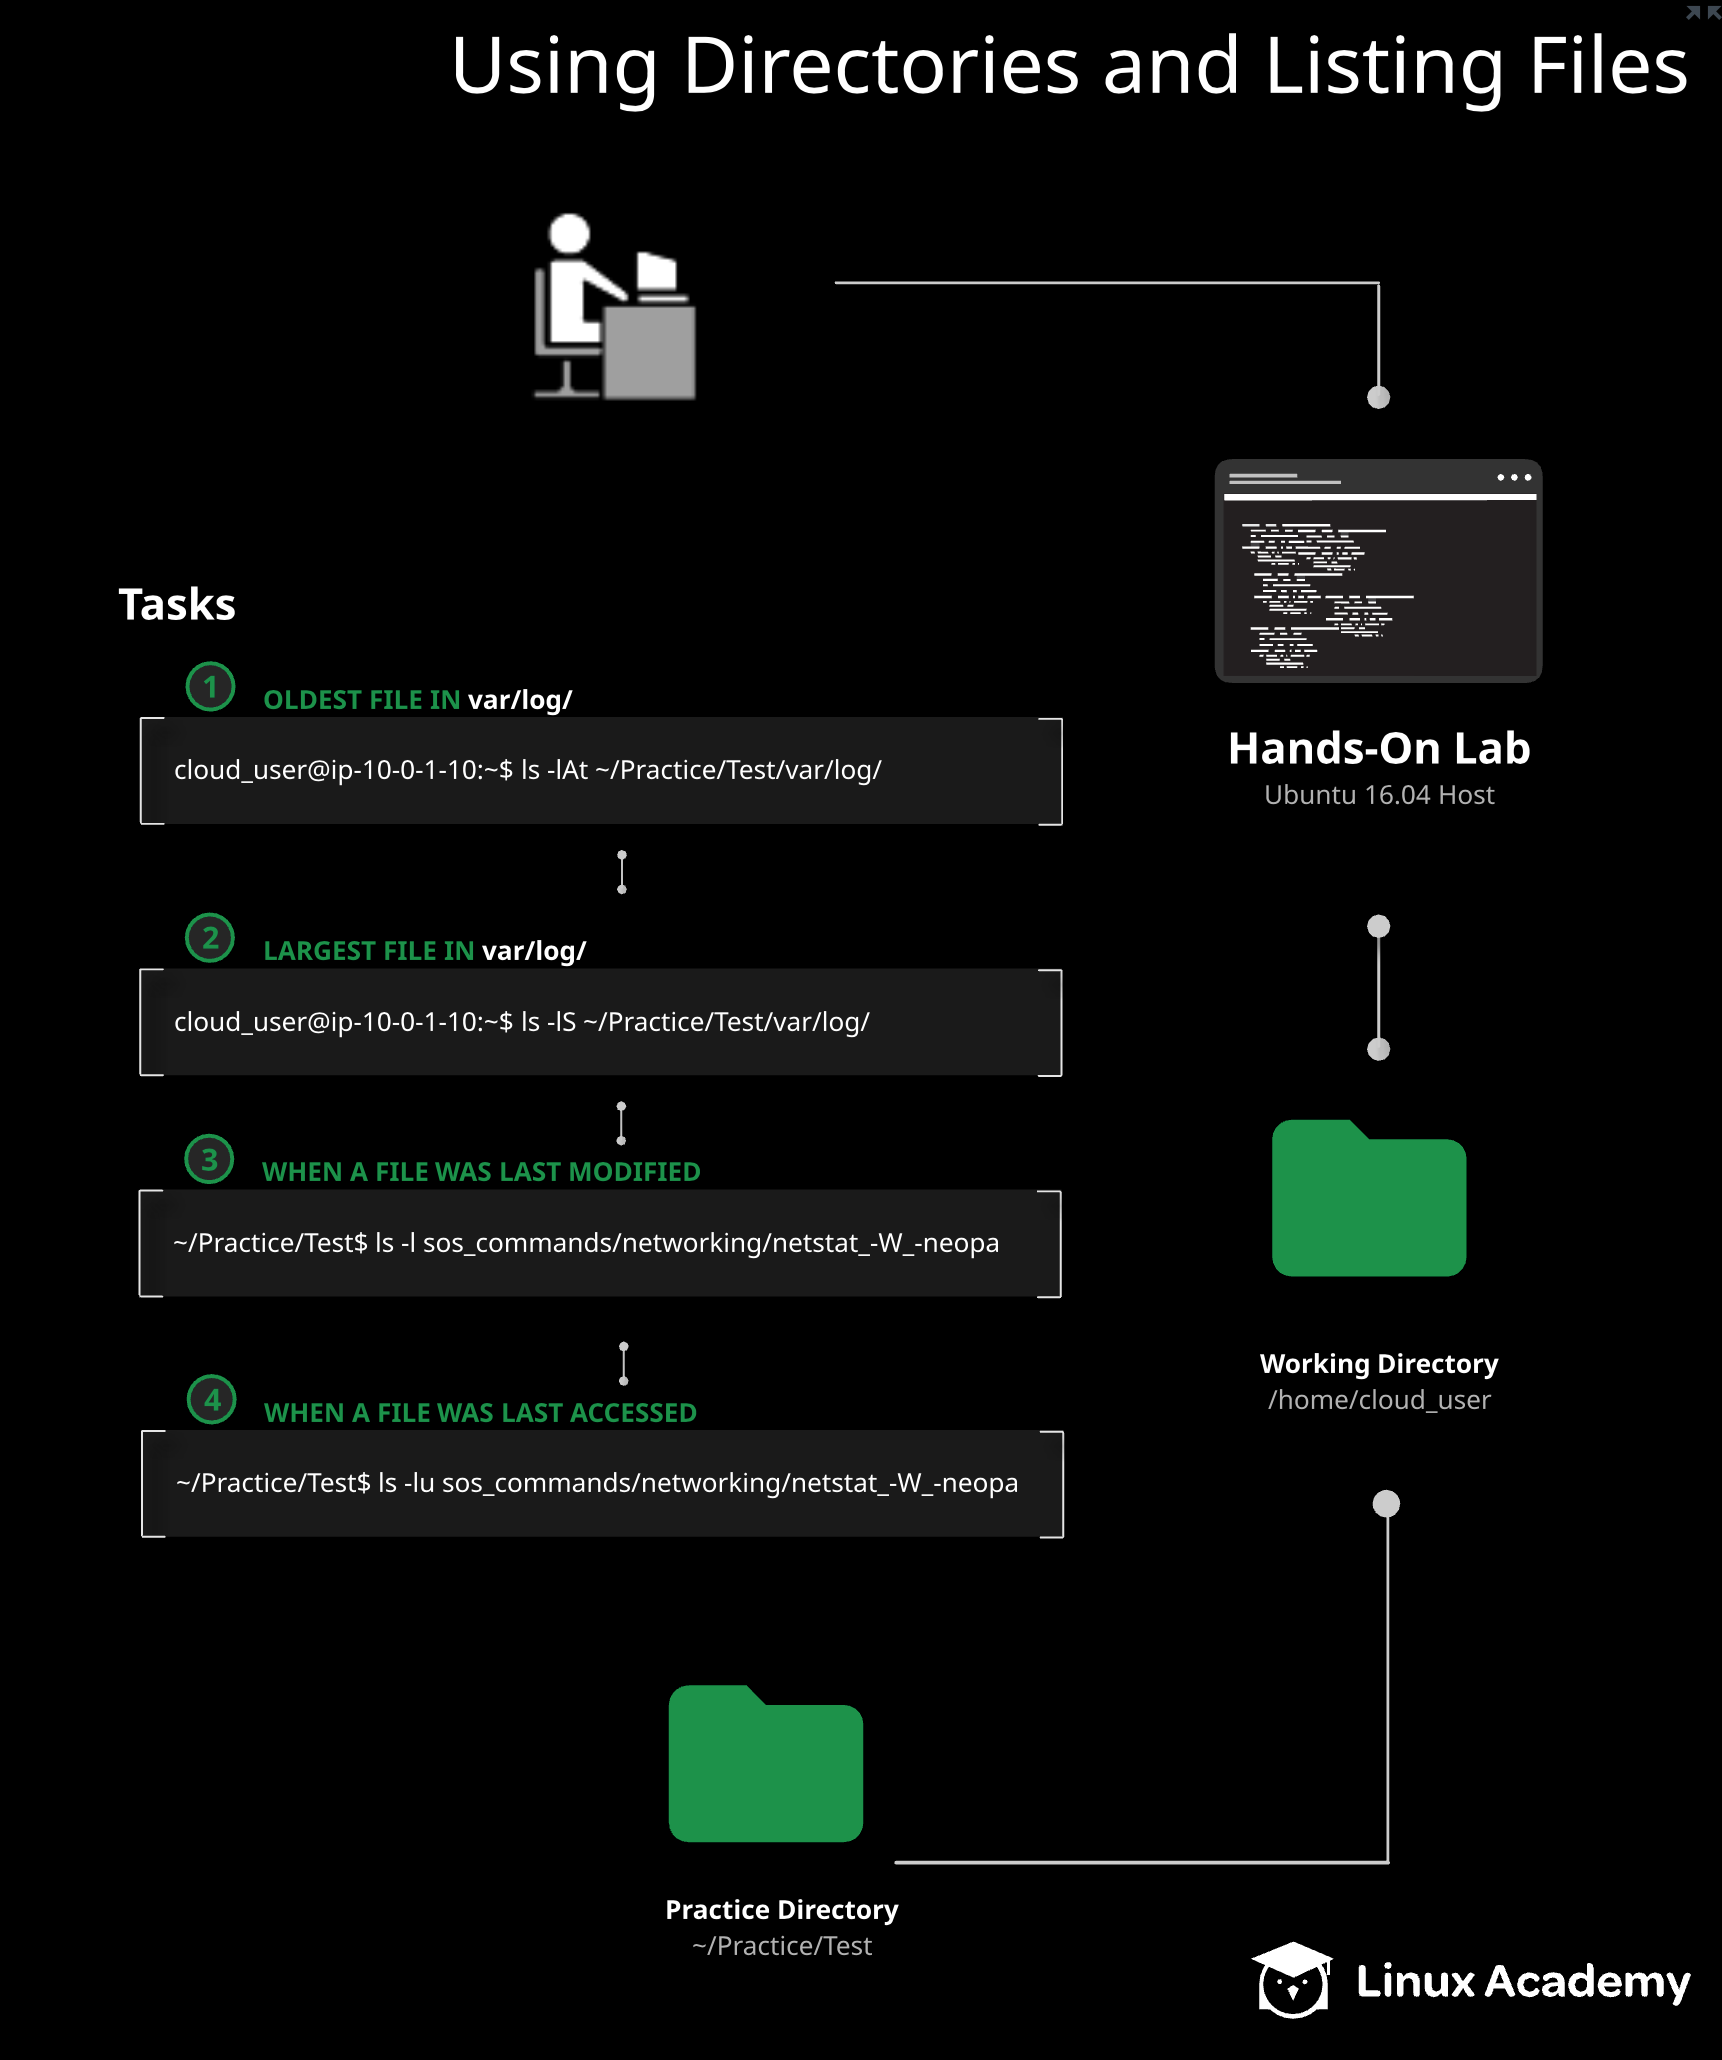 Using Directories and Listing Files
Tasks
1
OLDEST FILE IN var/log/
cloud_user@ip-10-0-1-10:~$ ls -lAt ~/Practice/Test/var/log/
2
LARGEST FILE IN var/log/
cloud_user@ip-10-0-1-10:~$ ls -lS ~/Practice/Test/var/log/
3
WHEN A FILE WAS LAST MODIFIED
~/Practice/Test$ ls -l sos_commands/networking/netstat_-W_-neopa
4
WHEN A FILE WAS LAST ACCESSED
~/Practice/Test$ ls -lu sos_commands/networking/netstat_-W_-neopa
Hands-On Lab
Ubuntu 16.04 Host
Working Directory
/home/cloud_user
Practice Directory
~/Practice/Test
Linux Academy